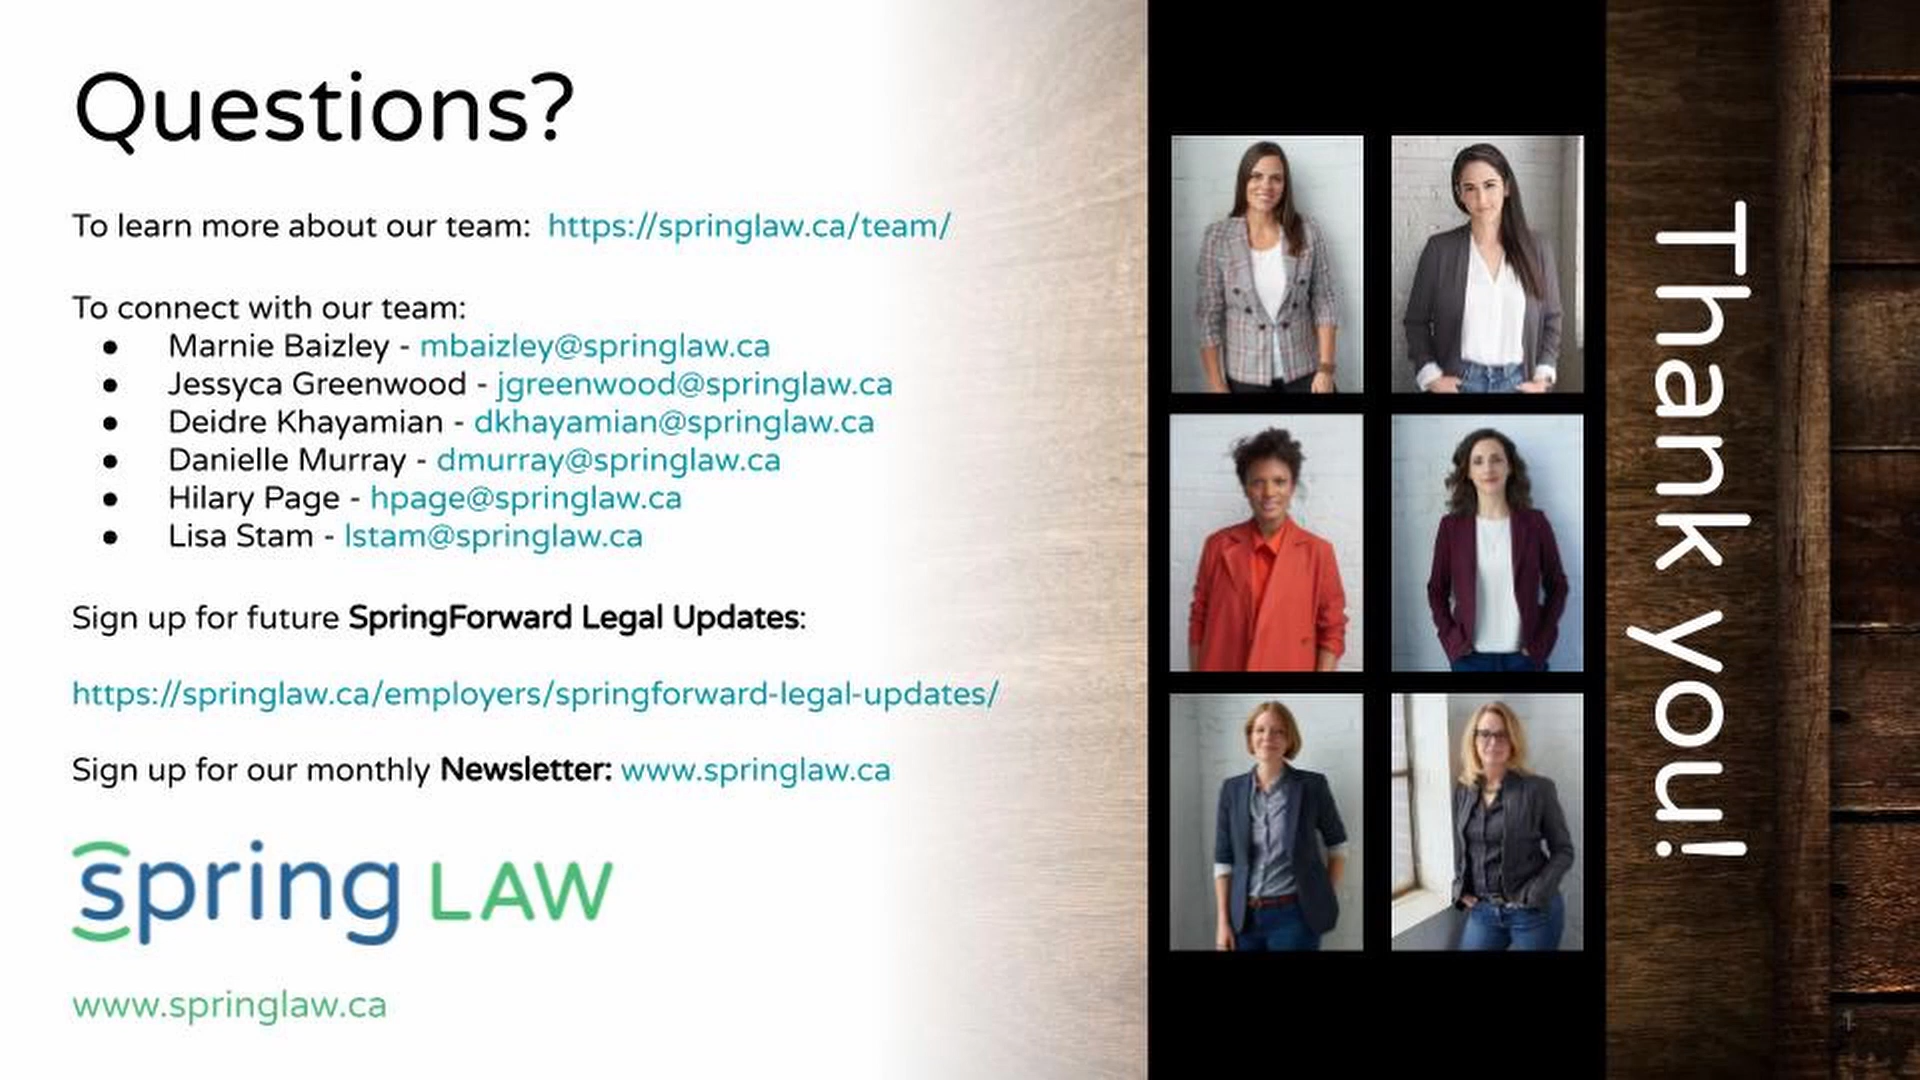 Questions?
To learn more about our team: https://springlaw.ca/team/
To connect with our team:
● Marnie Baizley - mbaizley@springlaw.ca
● Jessyca Greenwood - jgreenwood@springlaw.ca
● Deidre Khayamian - dkhayamian@springlaw.ca
● Danielle Murray - dmurray@springlaw.ca
● Hilary Page - hpage@springlaw.ca
● Lisa Stam - lstam@springlaw.ca
Sign up for future SpringForward Legal Updates:
https://springlaw.ca/employers/springforward-legal-updates/
Sign up for our monthly Newsletter: www.springlaw.ca
spring LAW
www.springlaw.ca
Thank you!
1